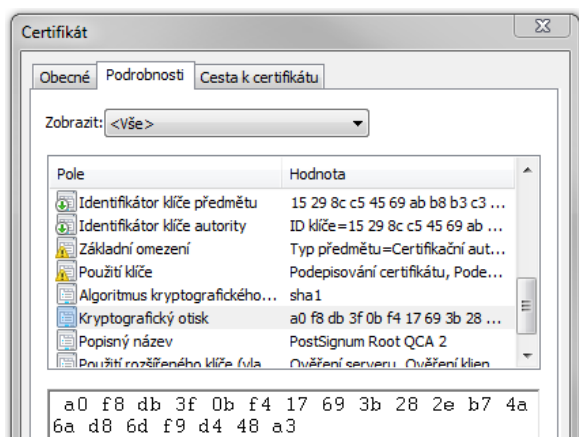 Certifikát
Obecné Podrobnosti Cesta k certifikátu
Zobrazit: <Vše>
Pole Hodnota
Identifikátor klíče předmětu 15 29 8c c5 45 69 ab b8 b3 c3 ...
Identifikátor klíče autority ID klíče=15 29 8c c5 45 69 ab ...
Základní omezení Typ předmětu=Certifikační aut...
Použití klíče Podepisování certifikátu, Pode...
Algoritmus kryptografického... sha1
Kryptografický otisk a0 f8 db 3f 0b f4 17 69 3b 28 ...
Popisný název PostSignum Root QCA 2
Použití rozšířeného klíče (vla Ověření serveru, Ověření klien
a0 f8 db 3f 0b f4 17 69 3b 28 2e b7 4a
6a d8 6d f9 d4 48 a3